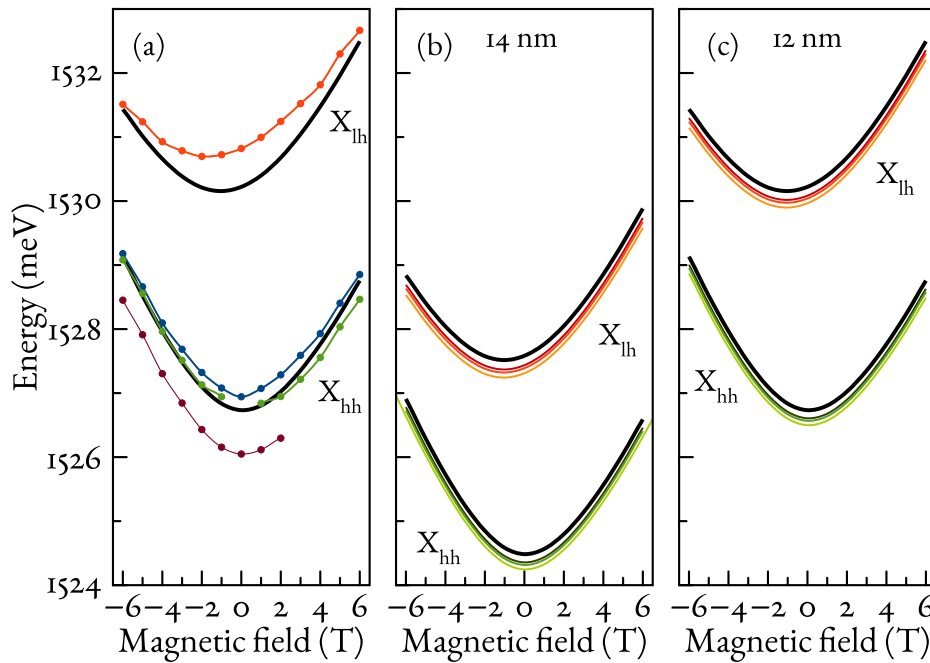 (a)
(b)
14 nm
(c)
12 nm
1532
1530
1528
1526
1524
Energy (meV)
X_lh
X_hh
X_lh
X_hh
X_lh
X_hh
−6 −4 −2 0 2 4 6
−6 −4 −2 0 2 4 6
−6 −4 −2 0 2 4 6
Magnetic field (T)
Magnetic field (T)
Magnetic field (T)